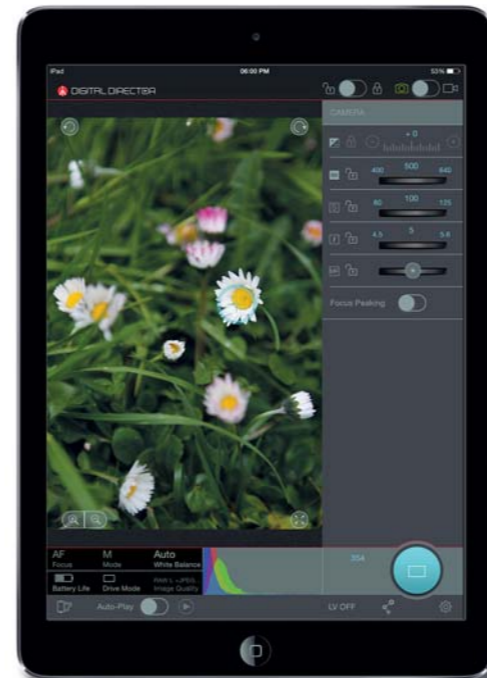 iPad 06:00 PM 53%
DIGITAL DIRECTOR
CAMERA
+ 0
400 500 640
80 100 125
4.5 5 5.6
Focus Peaking
AF M Auto
Focus Mode White Balance
354
RAW L +JPEG
Battery Life Drive Mode Image Quality
Auto-Play LV OFF